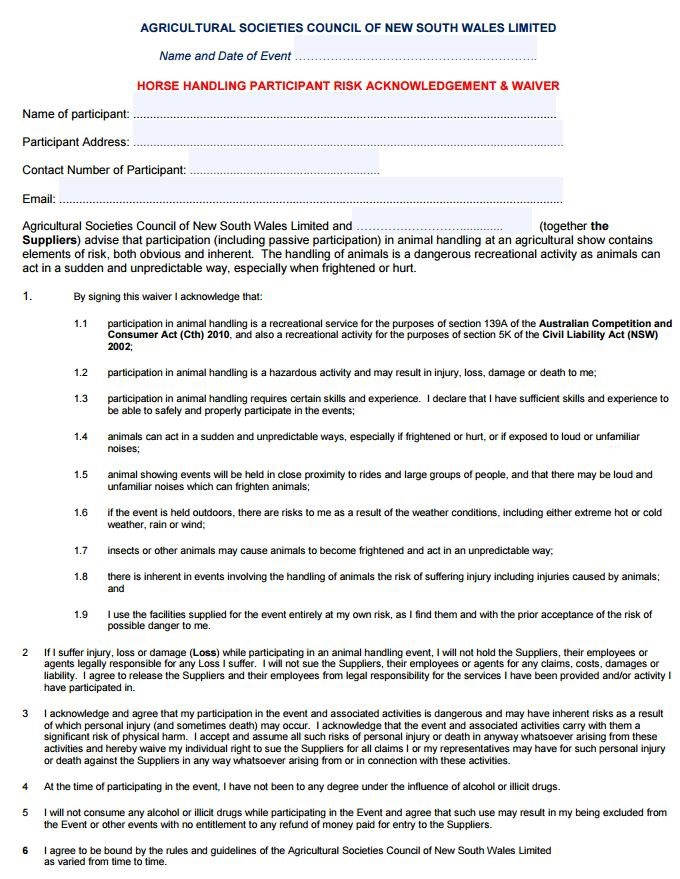 AGRICULTURAL SOCIETIES COUNCIL OF NEW SOUTH WALES LIMITED
Name and Date of Event ……………………………………
HORSE HANDLING PARTICIPANT RISK ACKNOWLEDGEMENT & WAIVER
Name of participant: ................................................................
Participant Address: ................................................................
Contact Number of Participant: ................................................
Email: ................................................................
Agricultural Societies Council of New South Wales Limited and ……………………............. (together the
Suppliers) advise that participation (including passive participation) in animal handling at an agricultural show contains
elements of risk, both obvious and inherent. The handling of animals is a dangerous recreational activity as animals can
act in a sudden and unpredictable way, especially when frightened or hurt.
1. By signing this waiver I acknowledge that:
1.1 participation in animal handling is a recreational service for the purposes of section 139A of the Australian Competition and
Consumer Act (Cth) 2010, and also a recreational activity for the purposes of section 5K of the Civil Liability Act (NSW)
2002;
1.2 participation in animal handling is a hazardous activity and may result in injury, loss, damage or death to me;
1.3 participation in animal handling requires certain skills and experience. I declare that I have sufficient skills and experience to
be able to safely and properly participate in the events;
1.4 animals can act in a sudden and unpredictable ways, especially if frightened or hurt, or if exposed to loud or unfamiliar
noises;
1.5 animal showing events will be held in close proximity to rides and large groups of people, and that there may be loud and
unfamiliar noises which can frighten animals;
1.6 if the event is held outdoors, there are risks to me as a result of the weather conditions, including either extreme hot or cold
weather, rain or wind;
1.7 insects or other animals may cause animals to become frightened and act in an unpredictable way;
1.8 there is inherent in events involving the handling of animals the risk of suffering injury including injuries caused by animals;
and
1.9 I use the facilities supplied for the event entirely at my own risk, as I find them and with the prior acceptance of the risk of
possible danger to me.
2 If I suffer injury, loss or damage (Loss) while participating in an animal handling event, I will not hold the Suppliers, their employees or
agents legally responsible for any Loss I suffer. I will not sue the Suppliers, their employees or agents for any claims, costs, damages or
liability. I agree to release the Suppliers and their employees from legal responsibility for the services I have been provided and/or activity I
have participated in.
3 I acknowledge and agree that my participation in the event and associated activities is dangerous and may have inherent risks as a result
of which personal injury (and sometimes death) may occur. I acknowledge that the event and associated activities carry with them a
significant risk of physical harm. I accept and assume all such risks of personal injury or death in anyway whatsoever arising from these
activities and hereby waive my individual right to sue the Suppliers for all claims I or my representatives may have for such personal injury
or death against the Suppliers in any way whatsoever arising from or in connection with these activities.
4 At the time of participating in the event, I have not been to any degree under the influence of alcohol or illicit drugs.
5 I will not consume any alcohol or illicit drugs while participating in the Event and agree that such use may result in my being excluded from
the Event or other events with no entitlement to any refund of money paid for entry to the Suppliers.
6 I agree to be bound by the rules and guidelines of the Agricultural Societies Council of New South Wales Limited
as varied from time to time.